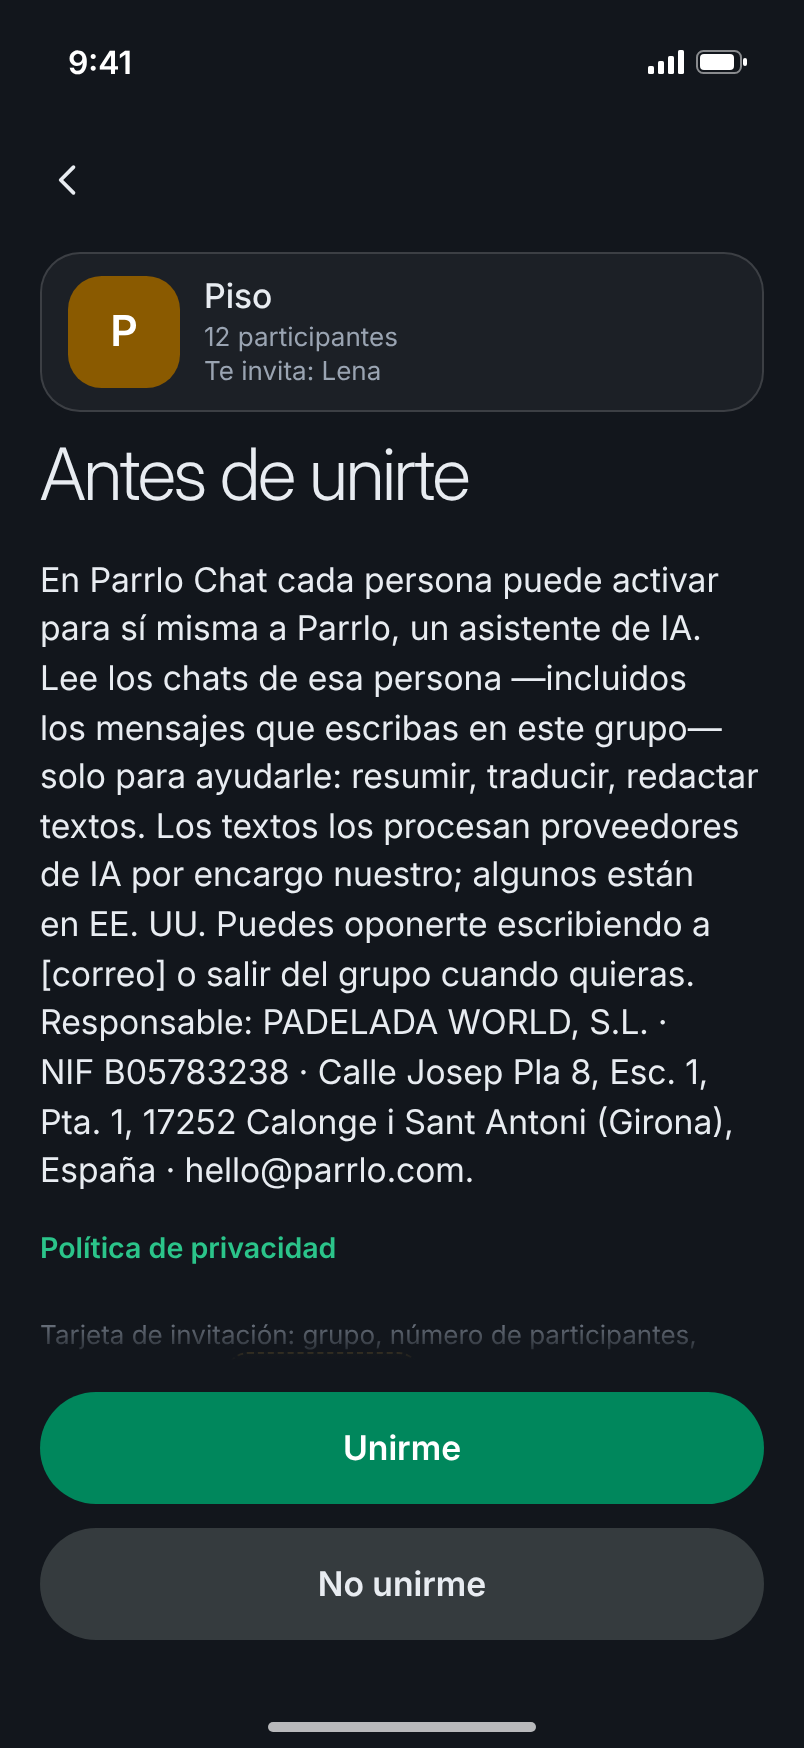 9:41
P
Piso
12 participantes
Te invita: Lena
Antes de unirte
En Parrlo Chat cada persona puede activar
para sí misma a Parrlo, un asistente de IA.
Lee los chats de esa persona —incluidos
los mensajes que escribas en este grupo—
solo para ayudarle: resumir, traducir, redactar
textos. Los textos los procesan proveedores
de IA por encargo nuestro; algunos están
en EE. UU. Puedes oponerte escribiendo a
[correo] o salir del grupo cuando quieras.
Responsable: PADELADA WORLD, S.L. ·
NIF B05783238 · Calle Josep Pla 8, Esc. 1,
Pta. 1, 17252 Calonge i Sant Antoni (Girona),
España · hello@parrlo.com.
Política de privacidad
Tarjeta de invitación: grupo, número de participantes,
Unirme
No unirme